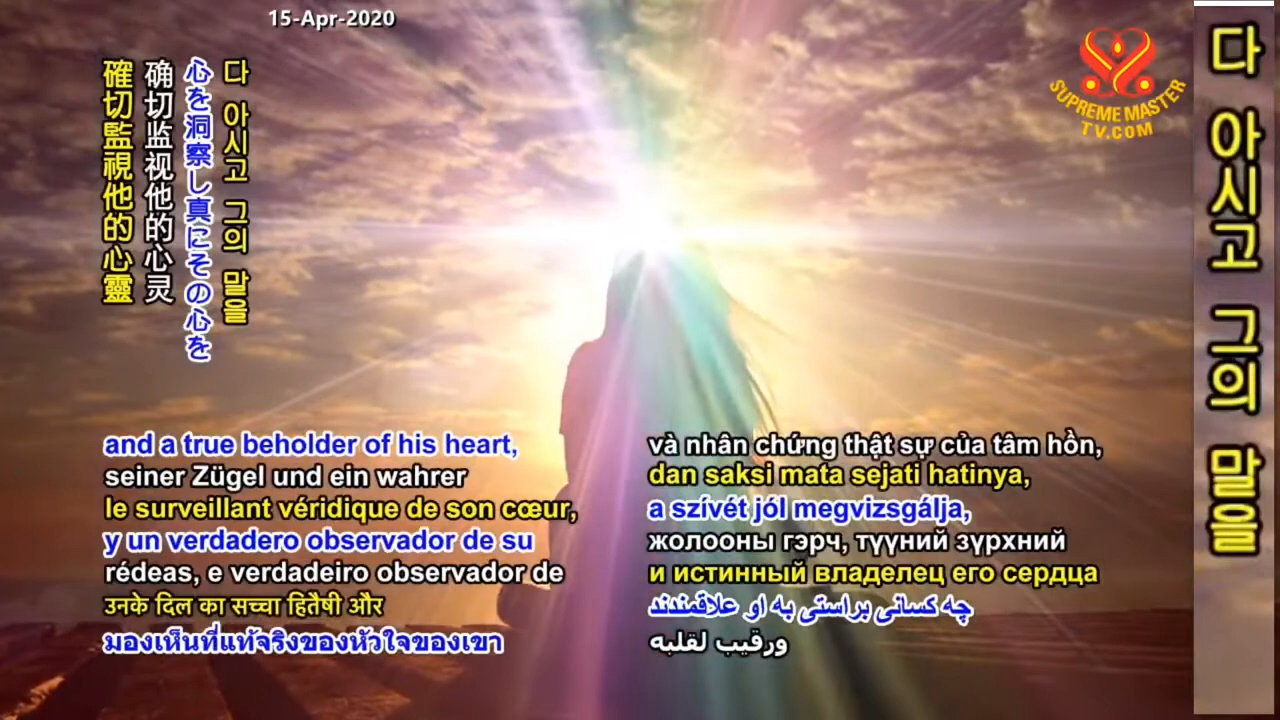 15-Apr-2020
SUPREME MASTER
TV.COM
다 아시고 그의 말을
다 아시고 그의 말을
心を洞察し真にその心を
确切监视他的心灵
確切監視他的心靈
and a true beholder of his heart,
seiner Zügel und ein wahrer
le surveillant véridique de son cœur,
y un verdadero observador de su
rédeas, e verdadeiro observador de
उनके दिल का सच्चा हितैषी और
มองเห็นที่แท้จริงของหัวใจของเขา
và nhân chứng thật sự của tâm hồn,
dan saksi mata sejati hatinya,
a szívét jól megvizsgálja,
жолооны гэрч, түүний зүрхний
и истинный владелец его сердца
چه کسانی براستی به او علاقمندند
ورقيب لقلبه